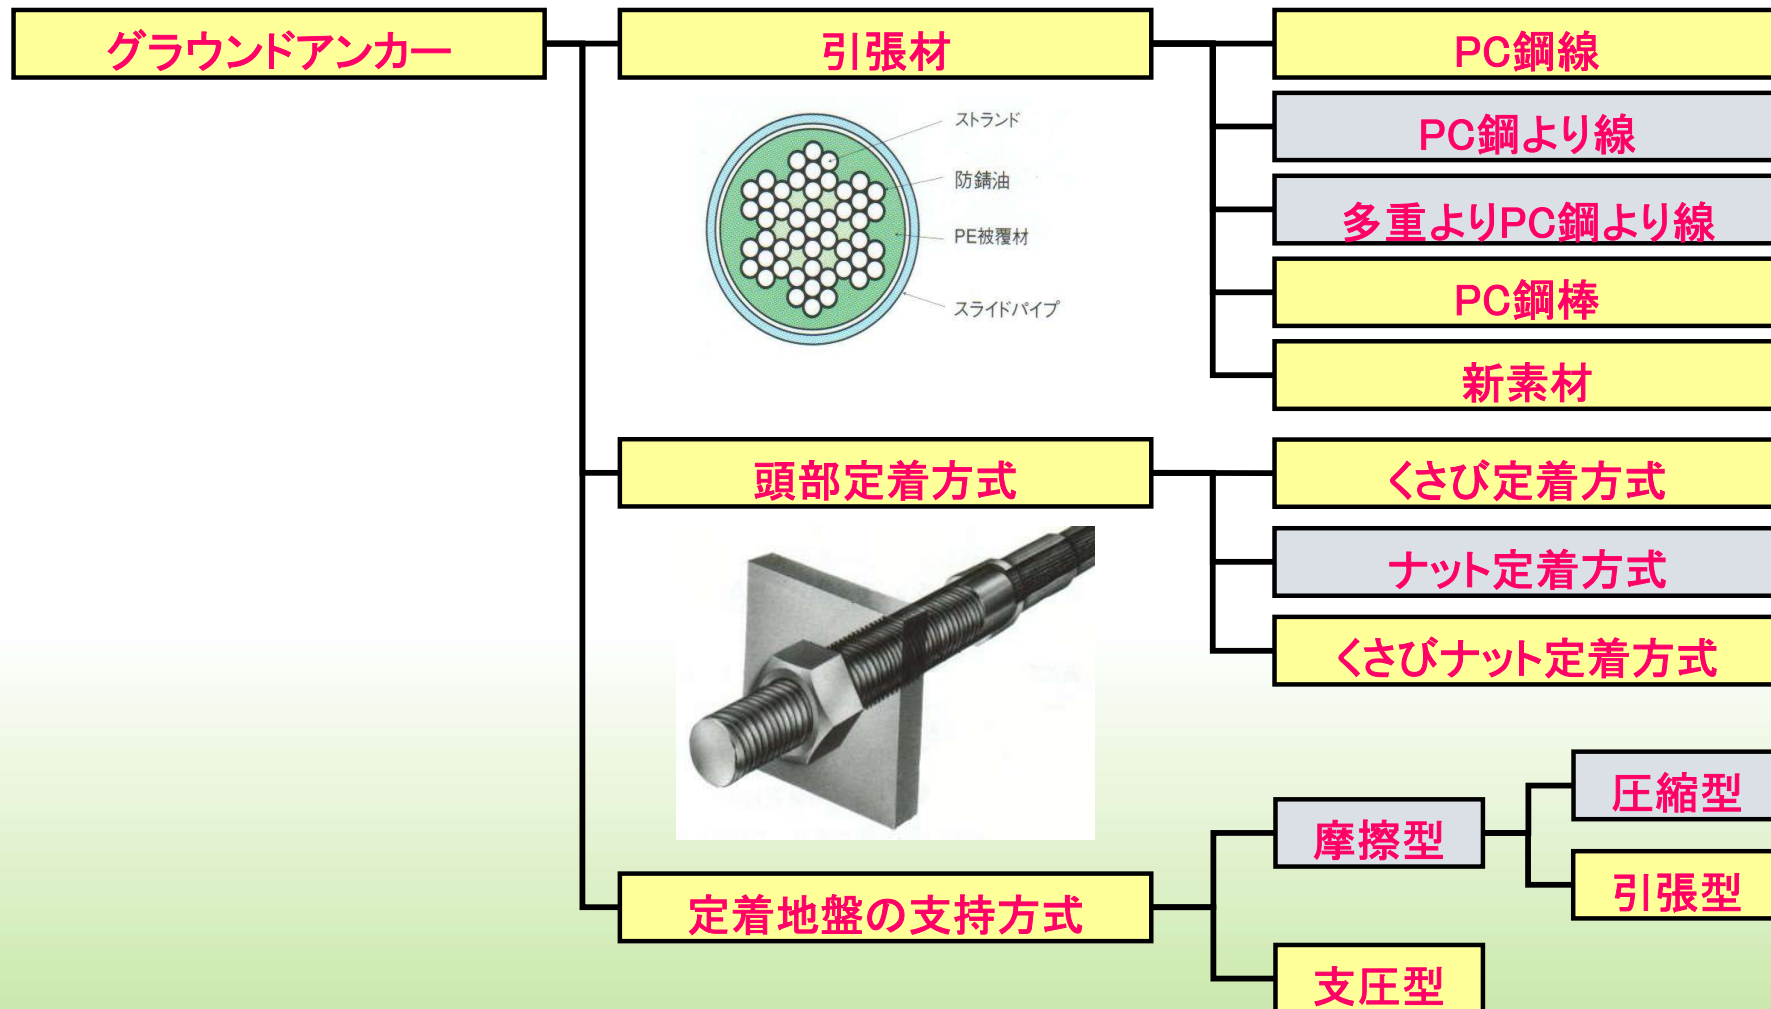 グラウンドアンカー
引張材
PC鋼線
PC鋼より線
多重よりPC鋼より線
PC鋼棒
新素材
ストランド
防錆油
PE被覆材
スライドパイプ
頭部定着方式
くさび定着方式
ナット定着方式
くさびナット定着方式
定着地盤の支持方式
摩擦型
圧縮型
引張型
支圧型